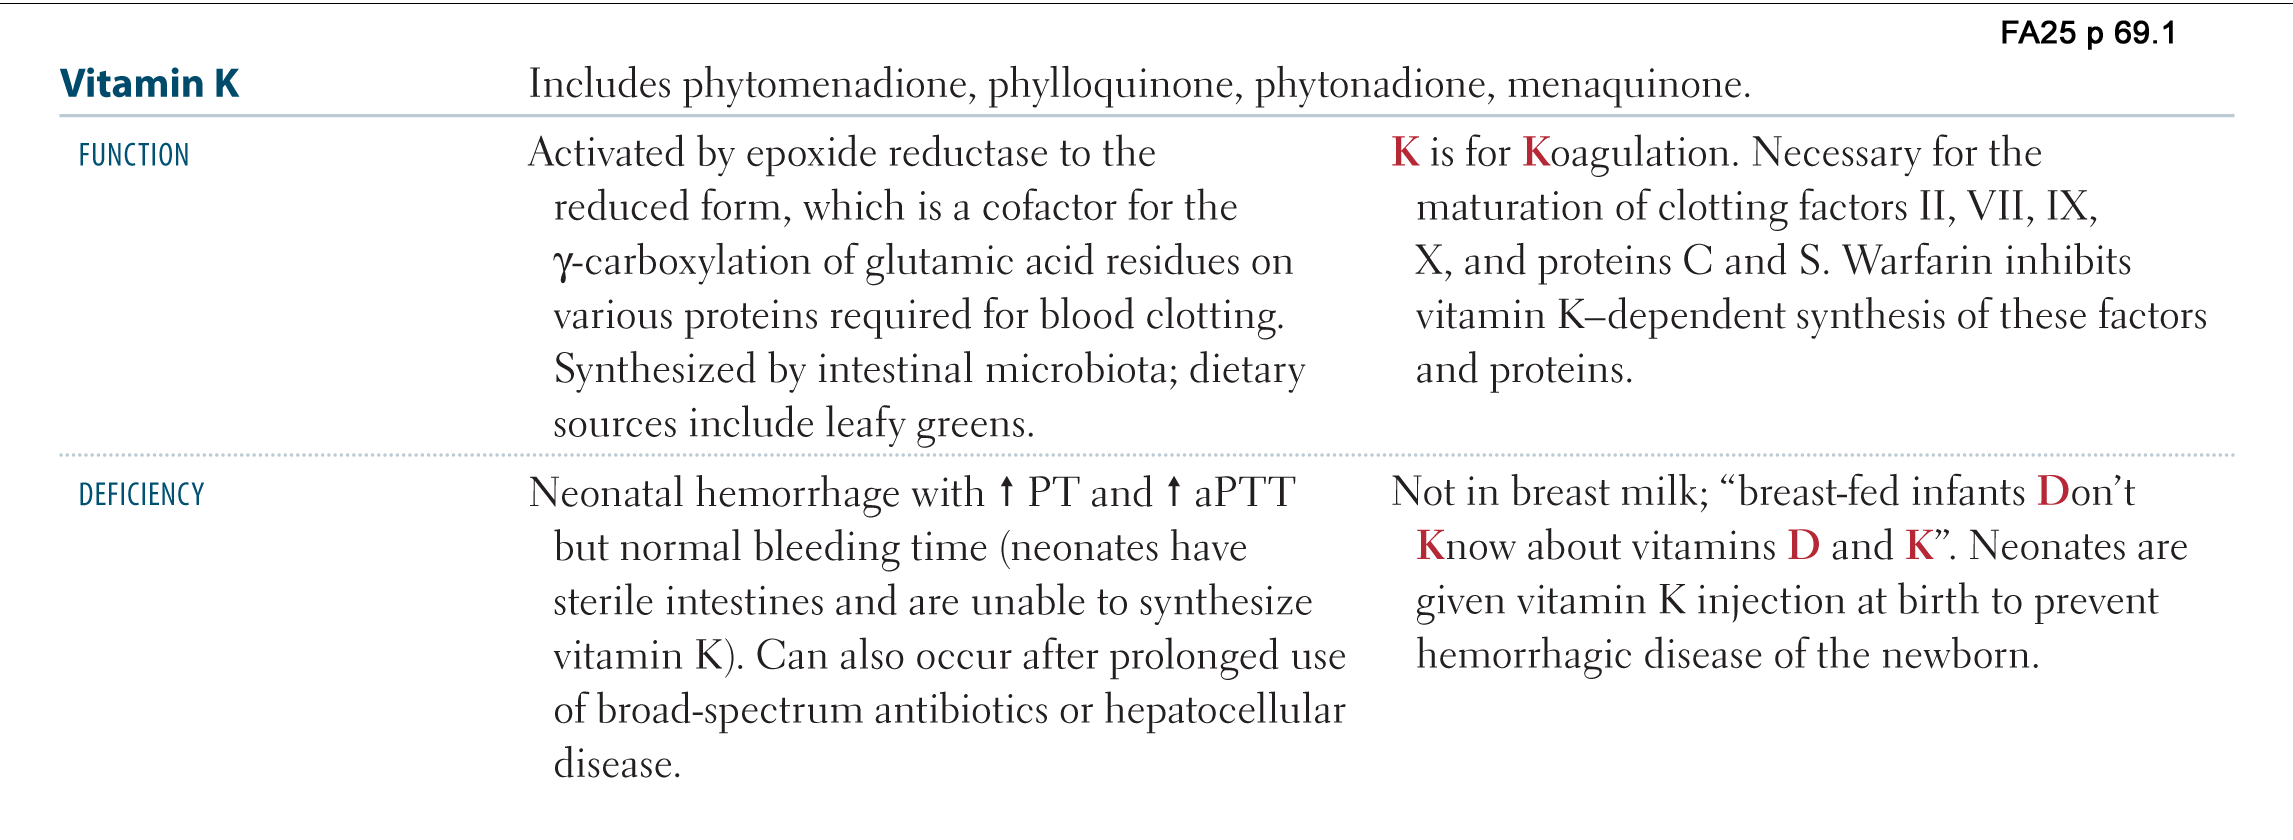 FA25 p 69.1
Vitamin K
Includes phytomenadione, phylloquinone, phytonadione, menaquinone.
FUNCTION
Activated by epoxide reductase to the
reduced form, which is a cofactor for the
γ-carboxylation of glutamic acid residues on
various proteins required for blood clotting.
Synthesized by intestinal microbiota; dietary
sources include leafy greens.
K is for Koagulation. Necessary for the
maturation of clotting factors II, VII, IX,
X, and proteins C and S. Warfarin inhibits
vitamin K–dependent synthesis of these factors
and proteins.
DEFICIENCY
Neonatal hemorrhage with ↑ PT and ↑ aPTT
but normal bleeding time (neonates have
sterile intestines and are unable to synthesize
vitamin K). Can also occur after prolonged use
of broad-spectrum antibiotics or hepatocellular
disease.
Not in breast milk; “breast-fed infants Don’t
Know about vitamins D and K”. Neonates are
given vitamin K injection at birth to prevent
hemorrhagic disease of the newborn.